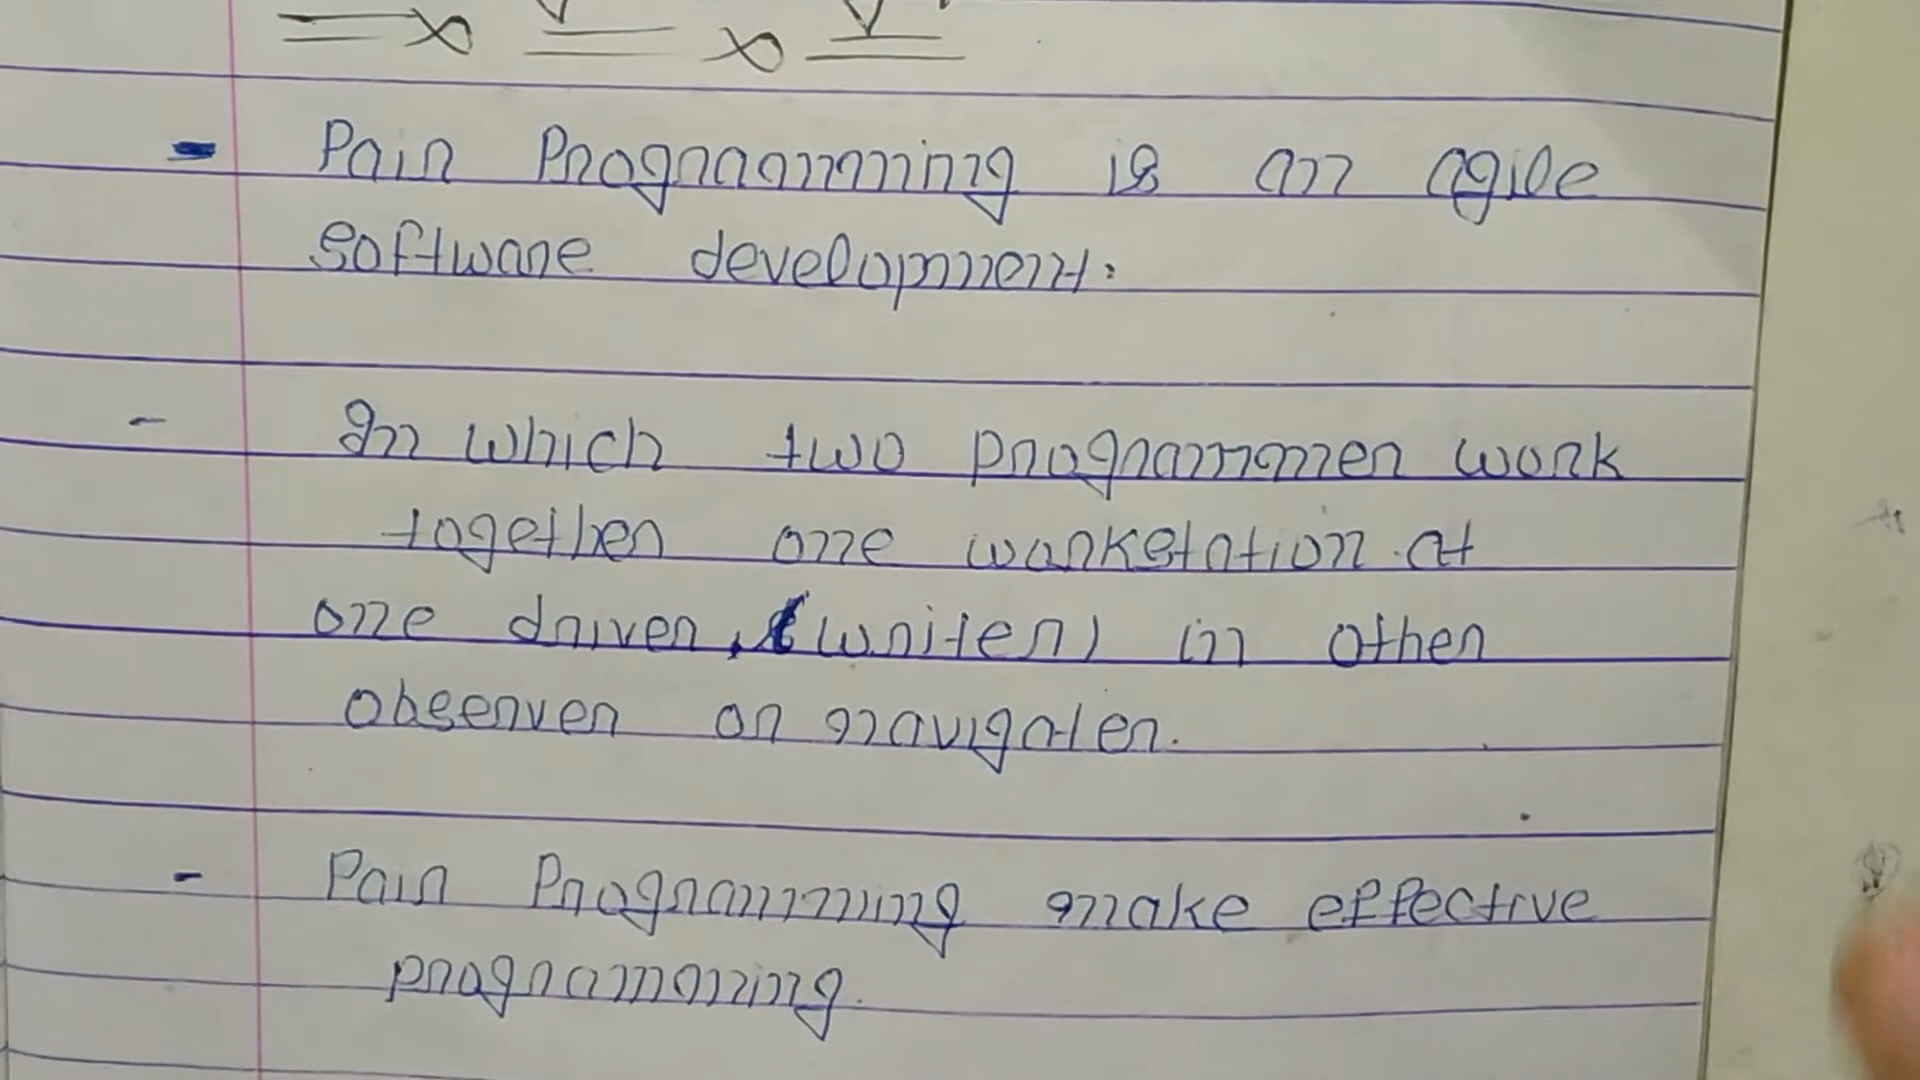 - Pair Programming is an agile
software development.
- In which two programmer work
together one workstation. at
one driver, (writer) in other
observer or navigater.
- Pair Programming make effective
programming.